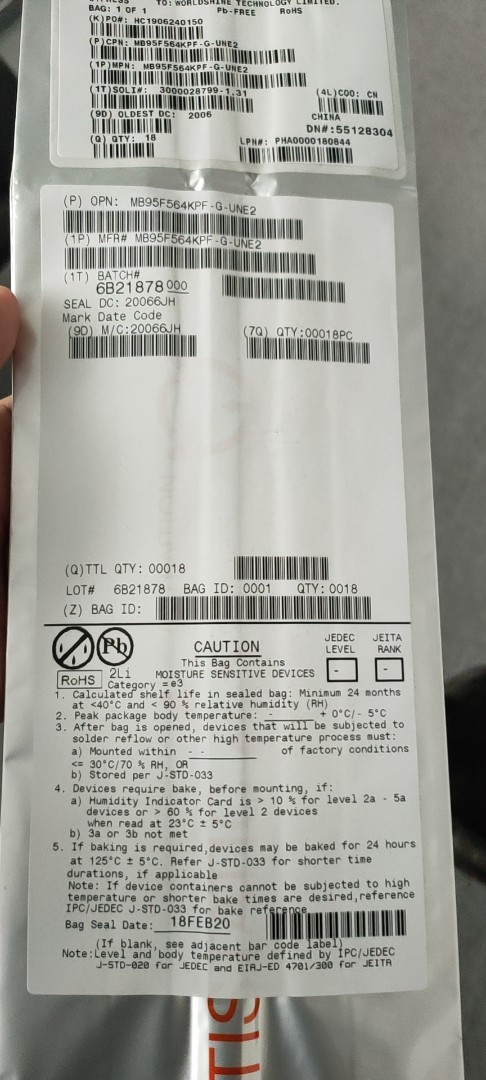 TO: WORLDSHINE TECHNOLOGY LIMITED.
BAG: 1 OF 1 Pb-FREE RoHS
(K)PO#: HC1906240150
(P)CPN: MB95F564KPF-G-UNE2
(1P)MPN: MB95F564KPF-G-UNE2
(1T)SOLI#: 3000028799-1.31 (4L)COO: CN
(9D) OLDEST DC: 2006 CHINA
DN#:55128304
(Q) QTY: 18 LPN#: PHA0000180844
(P) OPN: MB95F564KPF-G-UNE2
(1P) MFR# MB95F564KPF-G-UNE2
(1T) BATCH#
6B21878000
SEAL DC: 20066JH
Mark Date Code
(9D) M/C:20066JH (7Q) QTY:00018PC
(Q)TTL QTY: 00018
LOT# 6B21878 BAG ID: 0001 QTY: 0018
(Z) BAG ID:
Pb CAUTION JEDEC LEVEL JEITA RANK
This Bag Contains
RoHS 2Li MOISTURE SENSITIVE DEVICES - -
Category =e3
1. Calculated shelf life in sealed bag: Minimum 24 months
at <40°C and < 90 % relative humidity (RH)
2. Peak package body temperature: - + 0°C/- 5°C
3. After bag is opened, devices that will be subjected to
solder reflow or other high temperature process must:
a) Mounted within - - of factory conditions
<= 30°C/70 % RH, OR
b) Stored per J-STD-033
4. Devices require bake, before mounting, if:
a) Humidity Indicator Card is > 10 % for level 2a - 5a
devices or > 60 % for level 2 devices
when read at 23°C ± 5°C
b) 3a or 3b not met
5. If baking is required,devices may be baked for 24 hours
at 125°C ± 5°C. Refer J-STD-033 for shorter time
durations, if applicable
Note: If device containers cannot be subjected to high
temperature or shorter bake times are desired,reference
IPC/JEDEC J-STD-033 for bake reference
Bag Seal Date: 18FEB20
(If blank, see adjacent bar code label)
Note:Level and body temperature defined by IPC/JEDEC
J-STD-020 for JEDEC and EIAJ-ED 4701/300 for JEITA
TIS